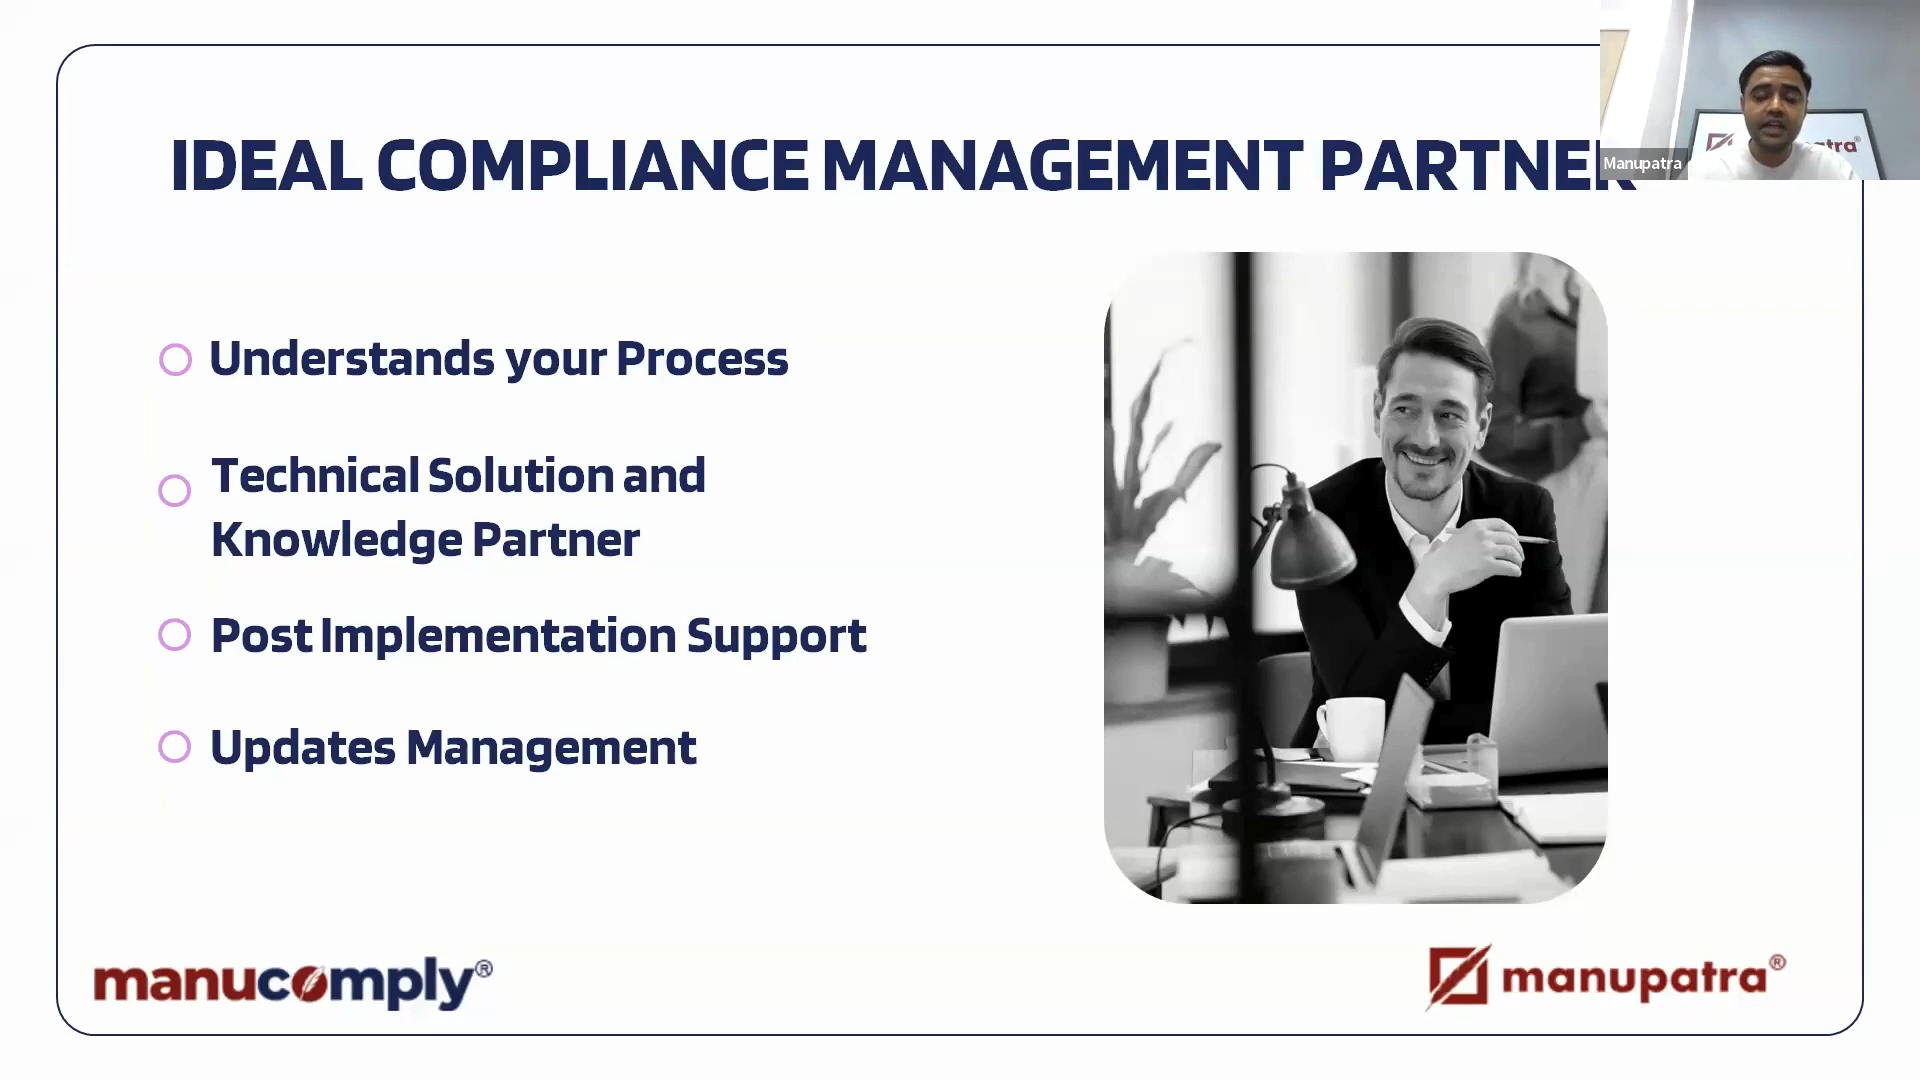 IDEAL COMPLIANCE MANAGEMENT PARTNER
Manupatra
Understands your Process
Technical Solution and
Knowledge Partner
Post Implementation Support
Updates Management
manucomply®
manupatra®